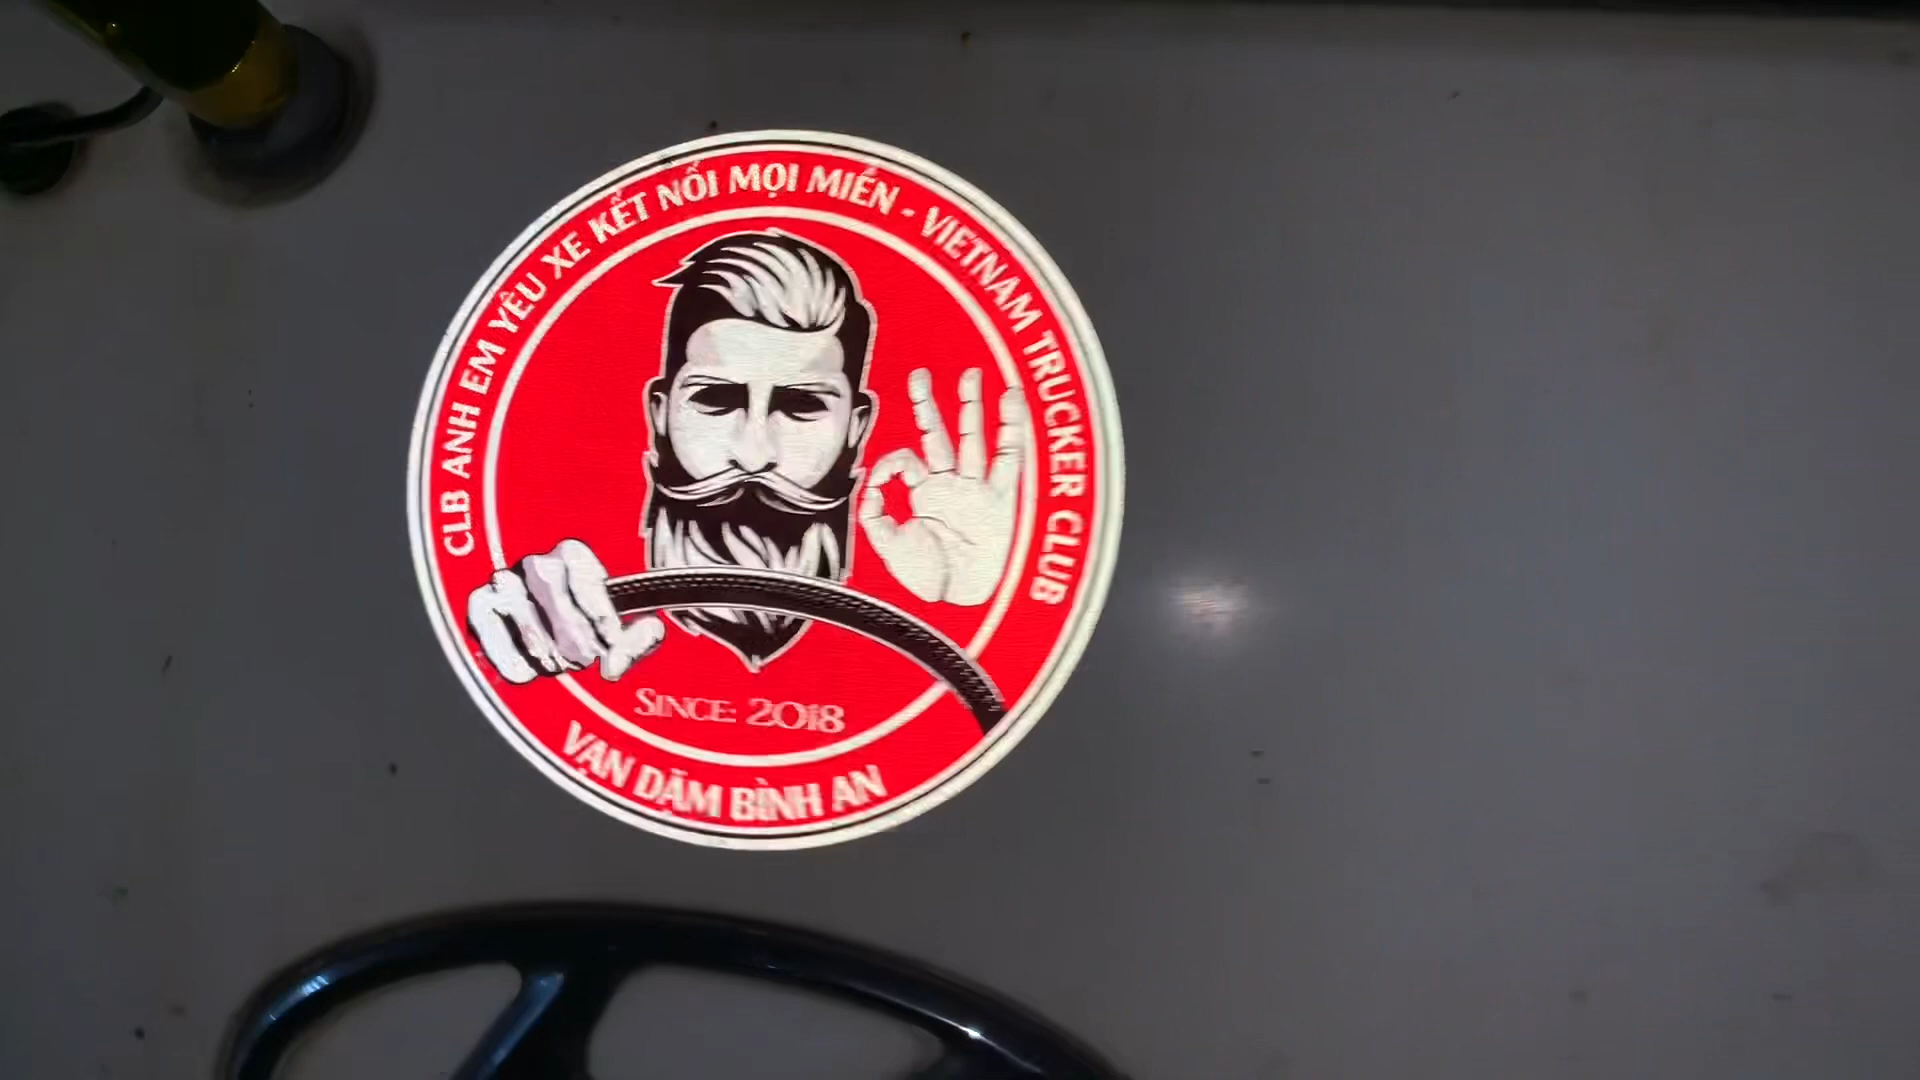 CLB ANH EM YÊU XE KẾT NỐI MỌI MIỀN - VIETNAM TRUCKER CLUB
SINCE: 2018
VẠN DẶM BÌNH AN